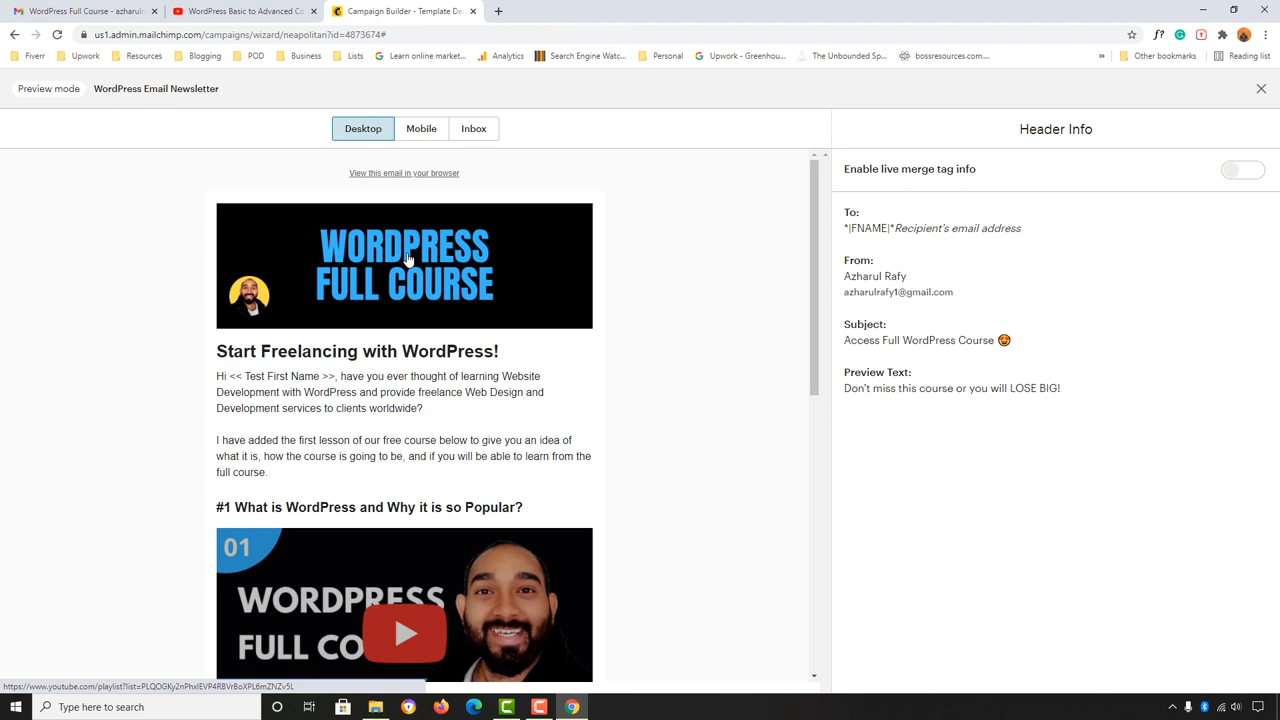 WordPress Full Course - azharulr
WordPress Basic to Advanced Co
Campaign Builder - Template De
us1.admin.mailchimp.com/campaigns/wizard/neapolitan?id=4873674#
Fiverr
Upwork
Resources
Blogging
POD
Business
Lists
Learn online market...
Analytics
Search Engine Watc...
Personal
Upwork - Greenhou...
The Unbounded Sp...
bossresources.com...
»
Other bookmarks
Reading list
Preview mode
WordPress Email Newsletter
Desktop
Mobile
Inbox
Header Info
View this email in your browser
Enable live merge tag info
WORDPRESS
FULL COURSE
To:
*|FNAME|*Recipient's email address
From:
Azharul Rafy
azharulrafy1@gmail.com
Subject:
Access Full WordPress Course 🤩
Preview Text:
Don't miss this course or you will LOSE BIG!
Start Freelancing with WordPress!
Hi << Test First Name >>, have you ever thought of learning Website
Development with WordPress and provide freelance Web Design and
Development services to clients worldwide?
I have added the first lesson of our free course below to give you an idea of
what it is, how the course is going to be, and if you will be able to learn from the
full course.
#1 What is WordPress and Why it is so Popular?
01
WORDPRESS
FULL CO
Type here to search